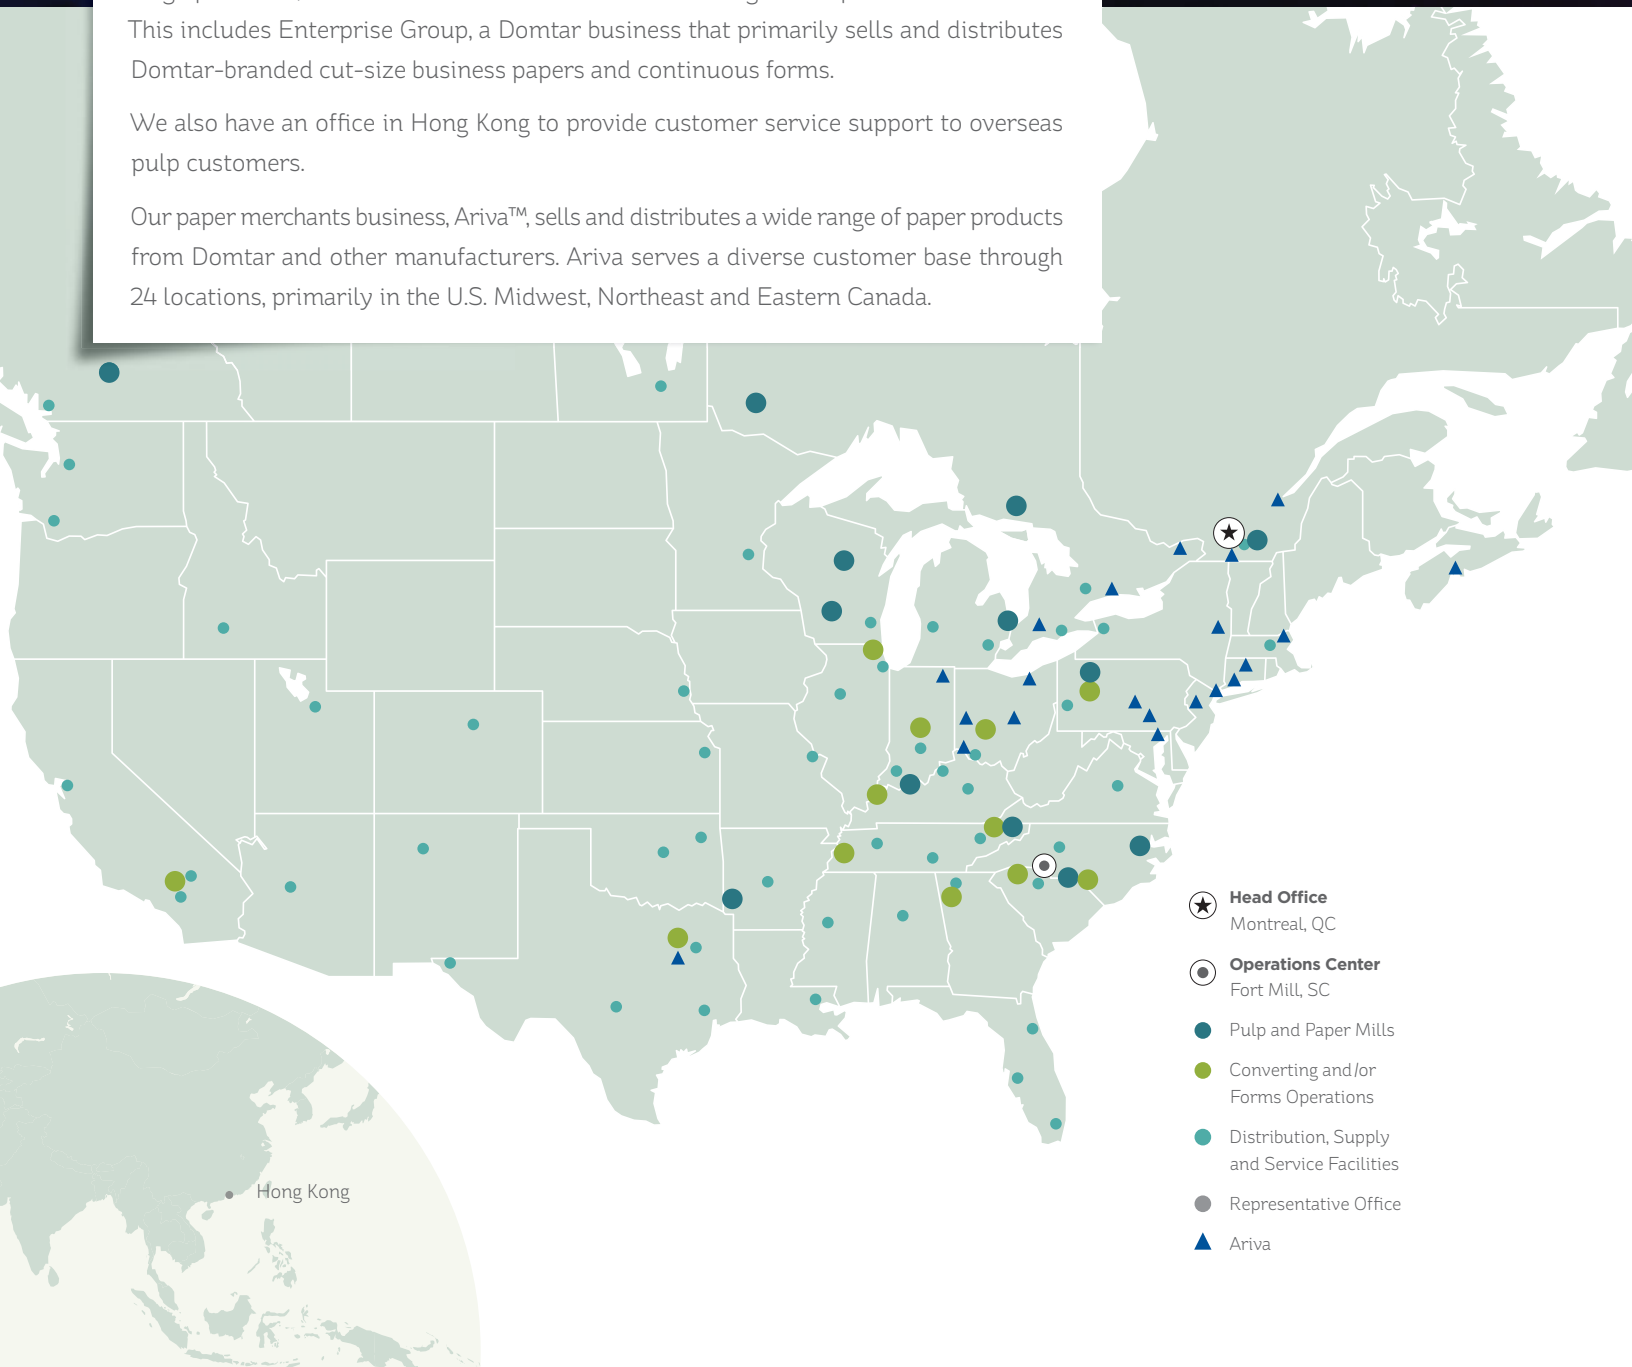 This includes Enterprise Group, a Domtar business that primarily sells and distributes
Domtar-branded cut-size business papers and continuous forms.
We also have an office in Hong Kong to provide customer service support to overseas
pulp customers.
Our paper merchants business, Ariva™, sells and distributes a wide range of paper products
from Domtar and other manufacturers. Ariva serves a diverse customer base through
24 locations, primarily in the U.S. Midwest, Northeast and Eastern Canada.
Head Office
Montreal, QC
Operations Center
Fort Mill, SC
Pulp and Paper Mills
Converting and/or
Forms Operations
Distribution, Supply
and Service Facilities
Representative Office
Ariva
Hong Kong